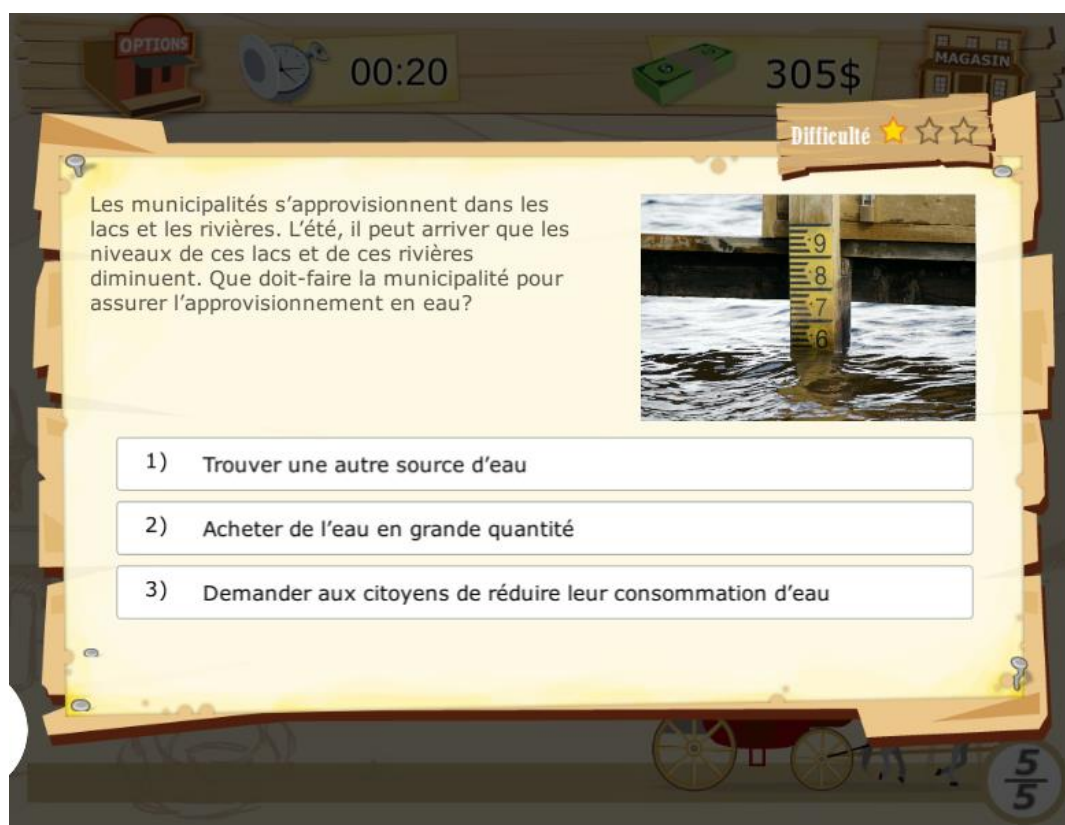 OPTIONS
00:20
305$
MAGASIN
Difficulté
Les municipalités s’approvisionnent dans les
lacs et les rivières. L’été, il peut arriver que les
niveaux de ces lacs et de ces rivières
diminuent. Que doit-faire la municipalité pour
assurer l’approvisionnement en eau?
9
8
7
6
1) Trouver une autre source d’eau
2) Acheter de l’eau en grande quantité
3) Demander aux citoyens de réduire leur consommation d’eau
5
5